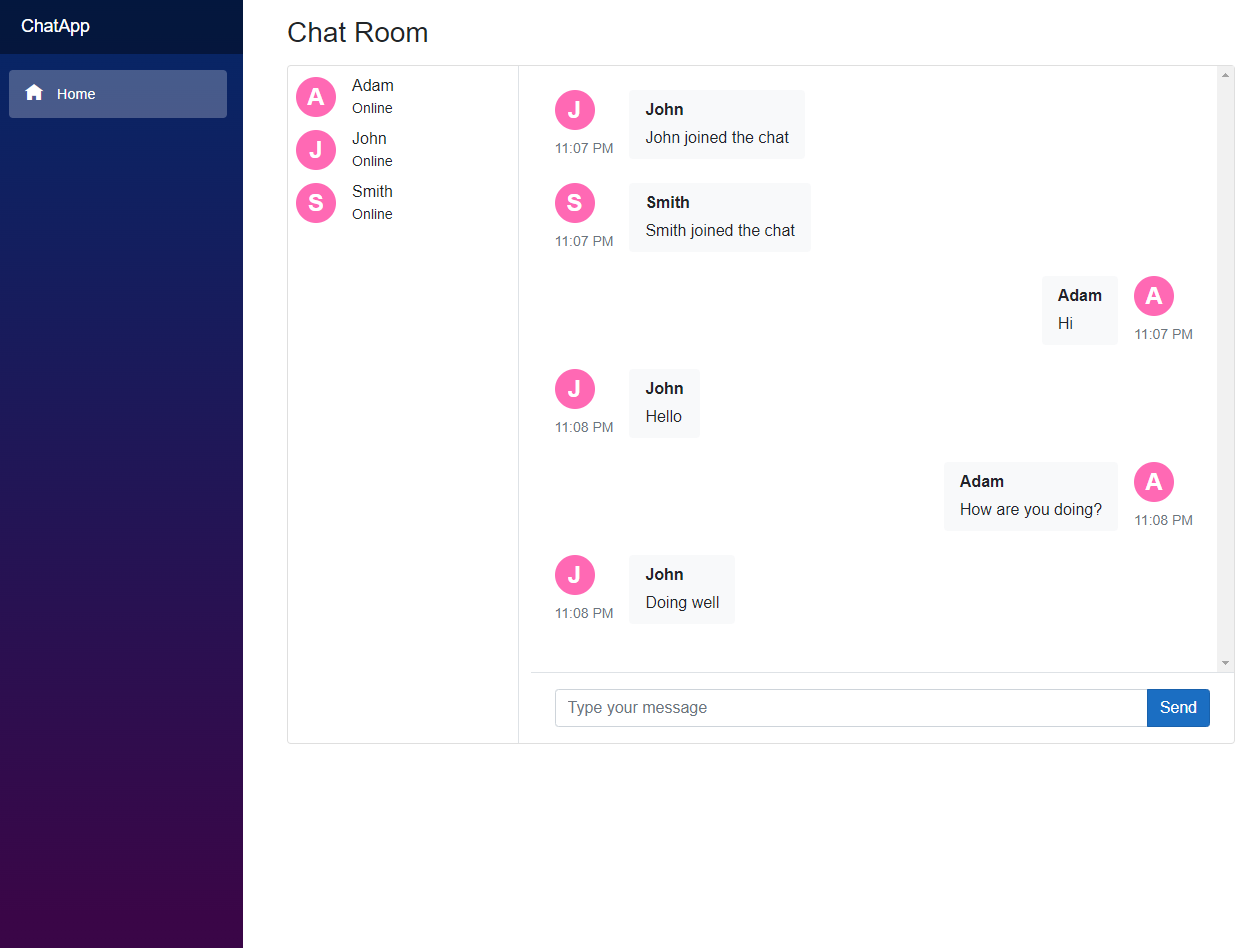 ChatApp
Home
Chat Room
A
Adam
Online
J
John
Online
S
Smith
Online
J
John
John joined the chat
11:07 PM
S
Smith
Smith joined the chat
11:07 PM
Adam
A
Hi
11:07 PM
J
John
Hello
11:08 PM
Adam
A
How are you doing?
11:08 PM
J
John
Doing well
11:08 PM
Type your message
Send